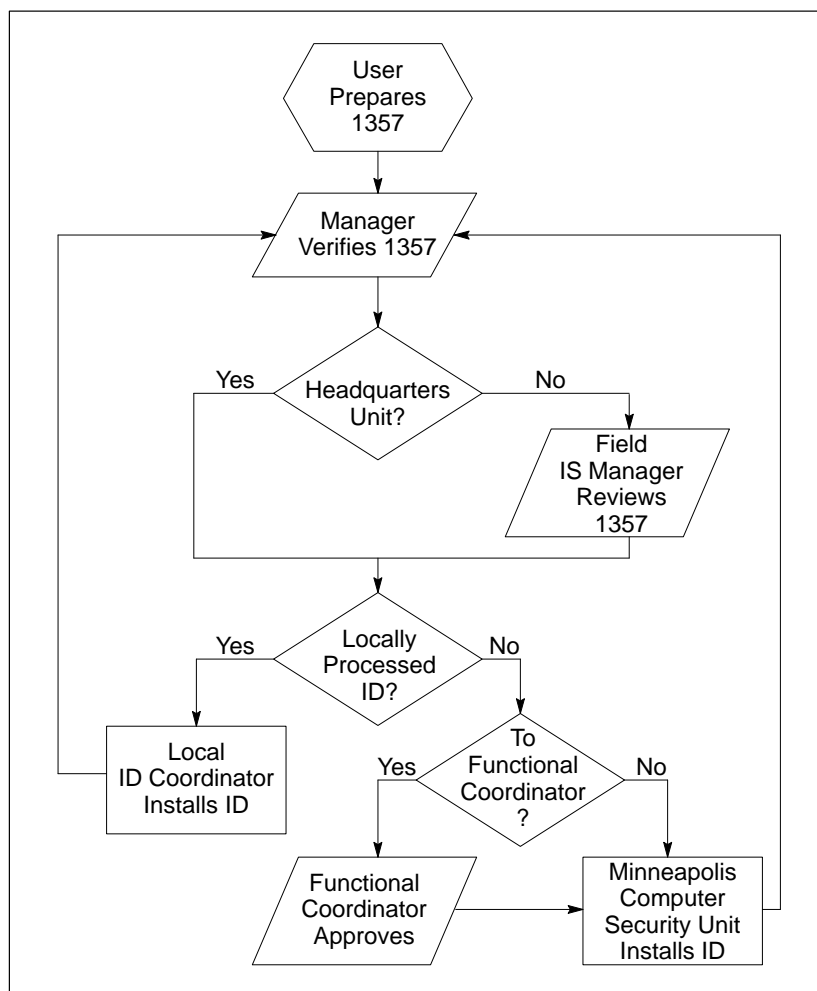 User
Prepares
1357
Manager
Verifies 1357
Yes
Headquarters
Unit?
No
Field
IS Manager
Reviews
1357
Yes
Locally
Processed
ID?
No
Local
ID Coordinator
Installs ID
Yes
To
Functional
Coordinator
?
No
Functional
Coordinator
Approves
Minneapolis
Computer
Security Unit
Installs ID